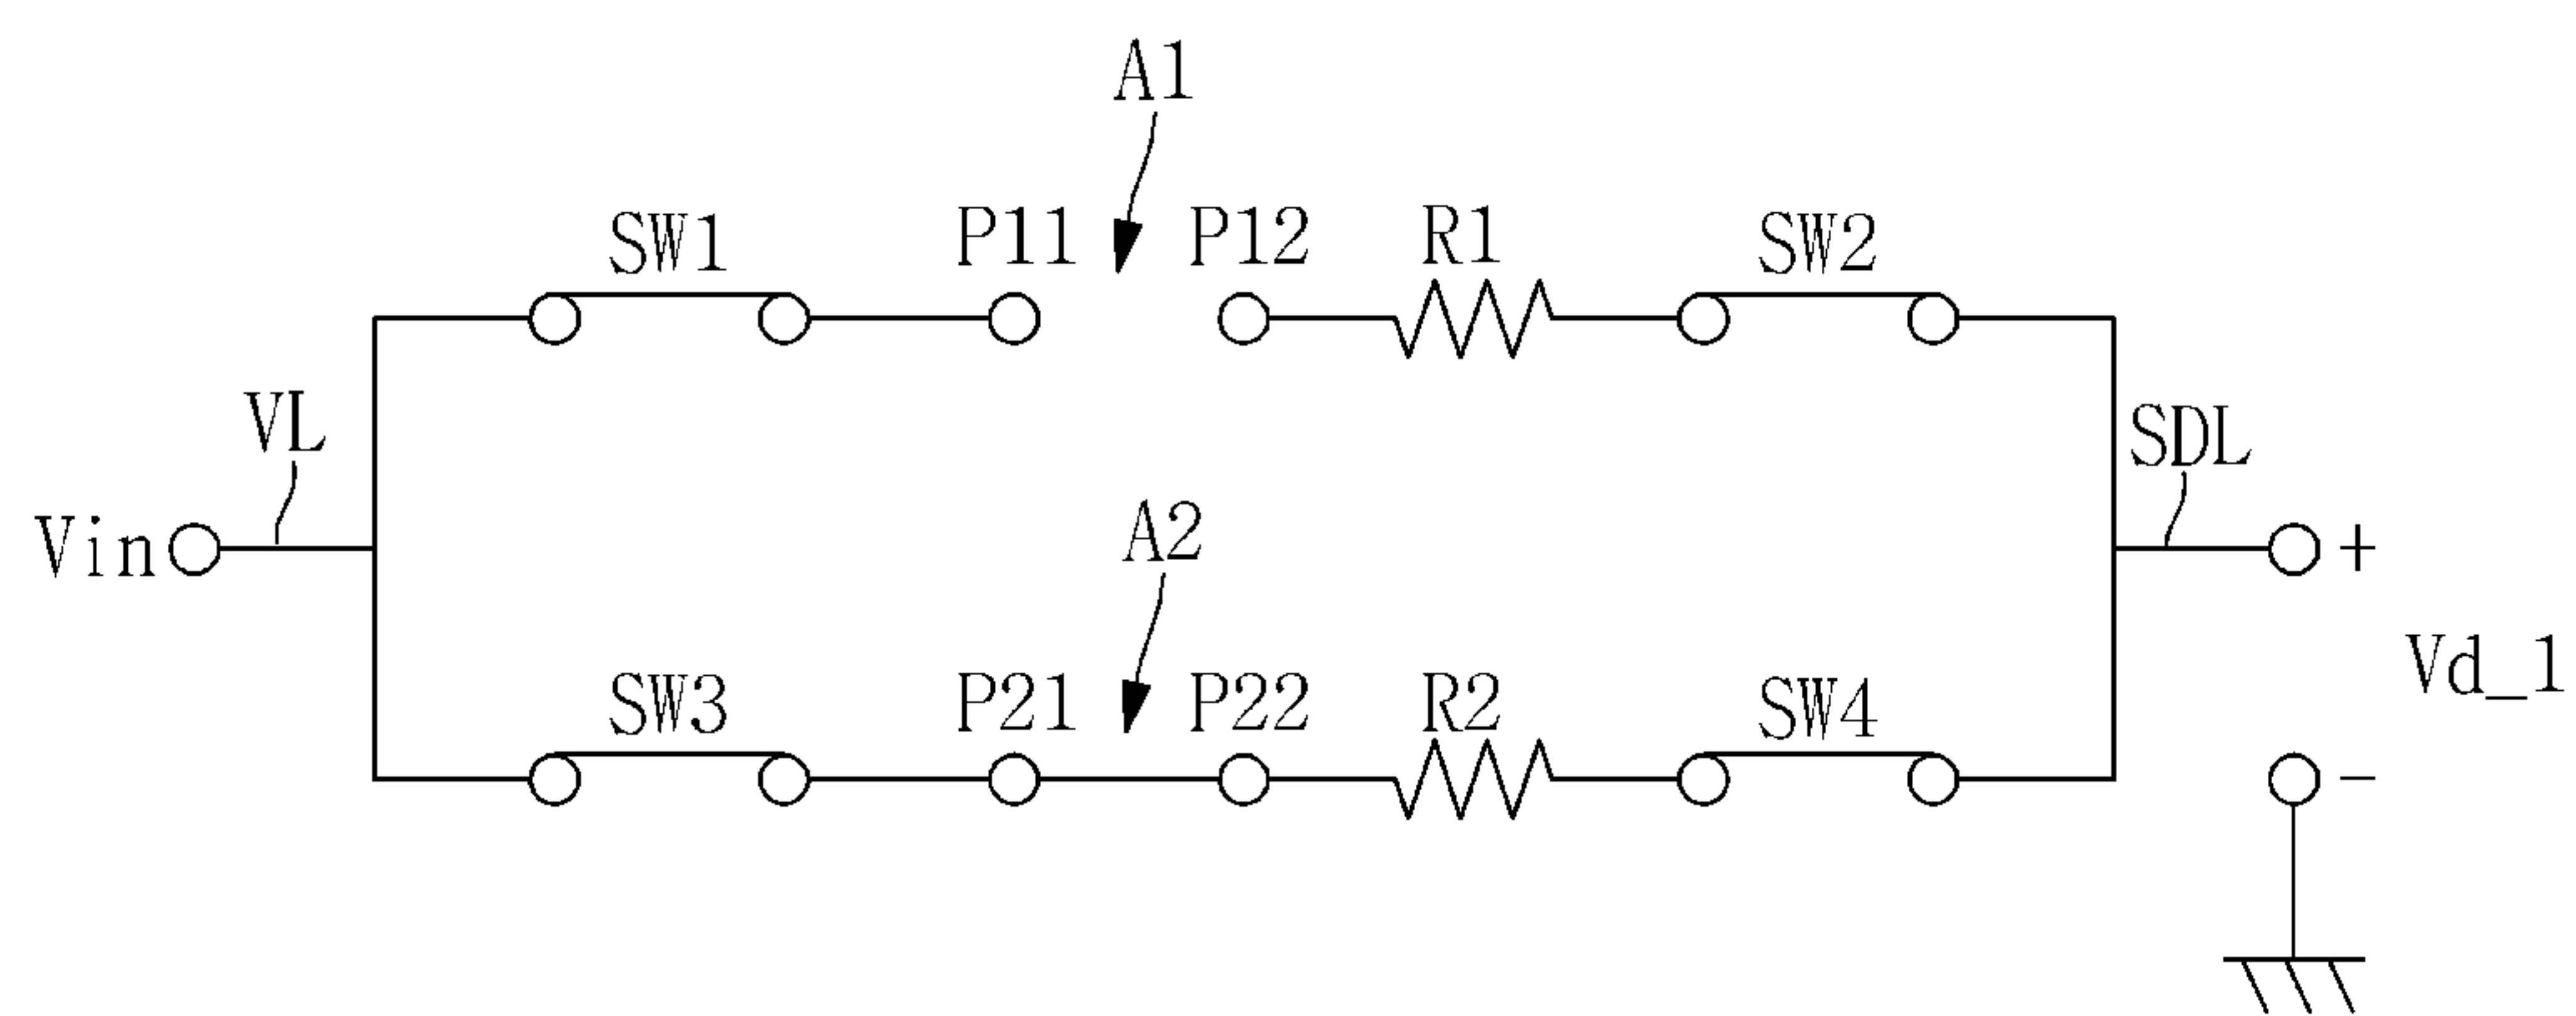 A1
SW1 P11 P12 R1 SW2
VL
SDL
Vin
A2
+
Vd_1
SW3 P21 P22 R2 SW4
-